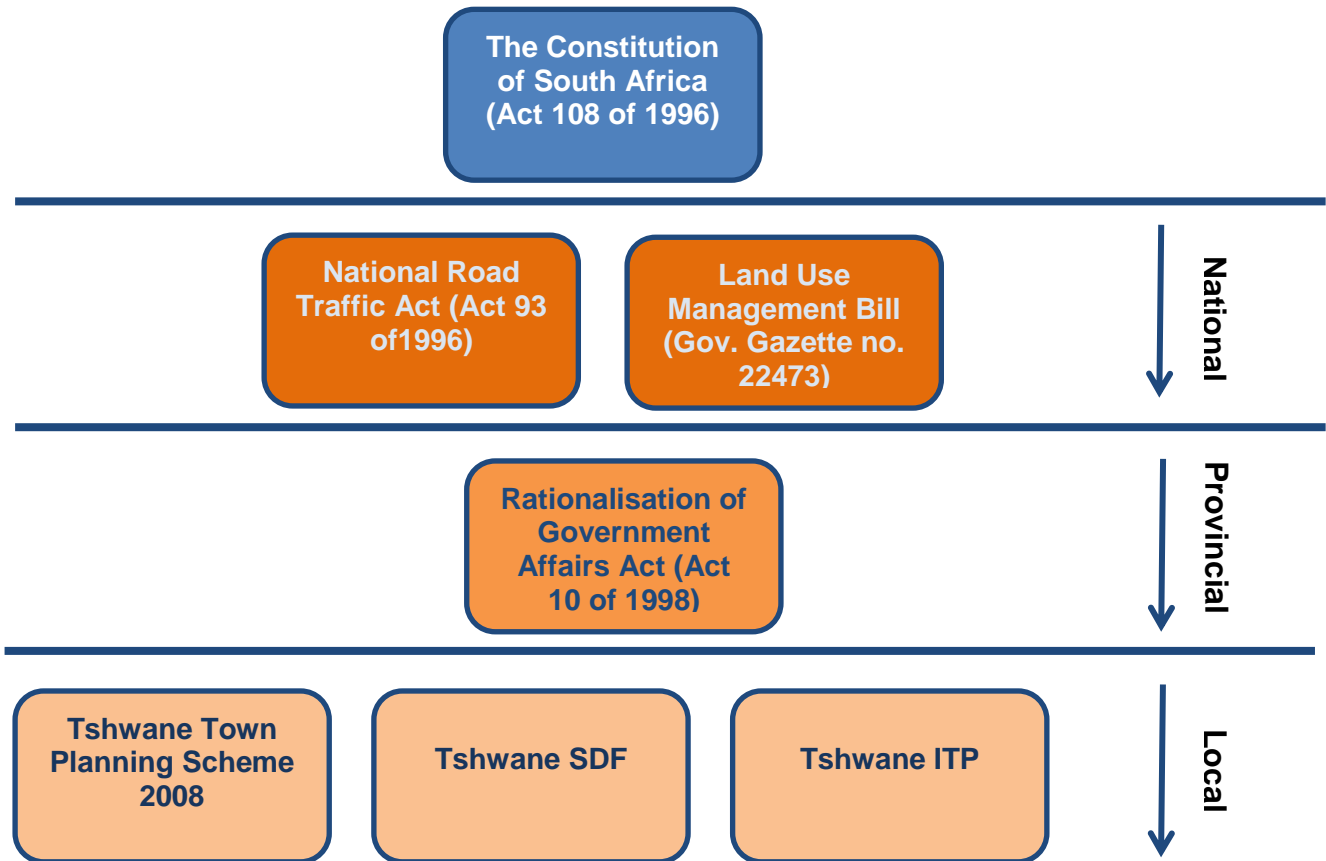 The Constitution
of South Africa
(Act 108 of 1996)
National Road
Traffic Act (Act 93
of1996)
Land Use
Management Bill
(Gov. Gazette no.
22473)
National
Rationalisation of
Government
Affairs Act (Act
10 of 1998)
Provincial
Tshwane Town
Planning Scheme
2008
Tshwane SDF
Tshwane ITP
Local